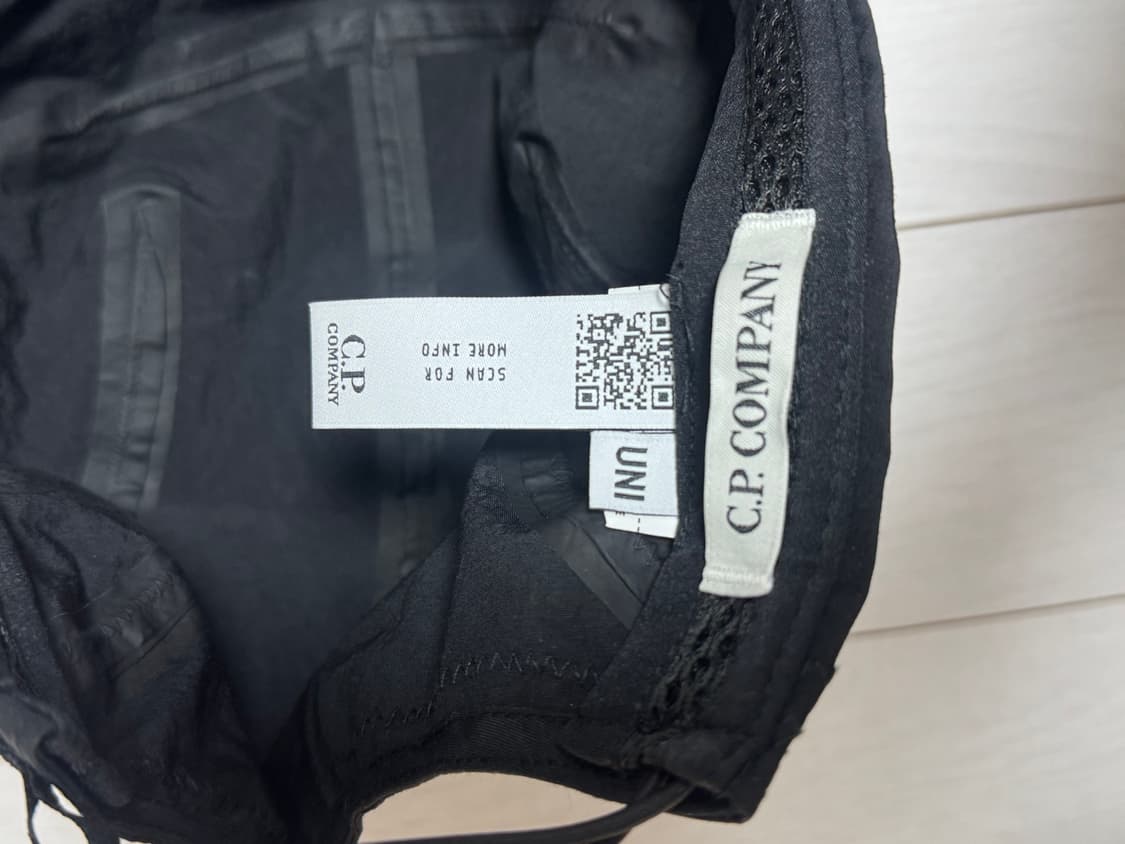 C.P. COMPANY
C.P.
COMPANY
SCAN FOR
MORE INFO
UNI